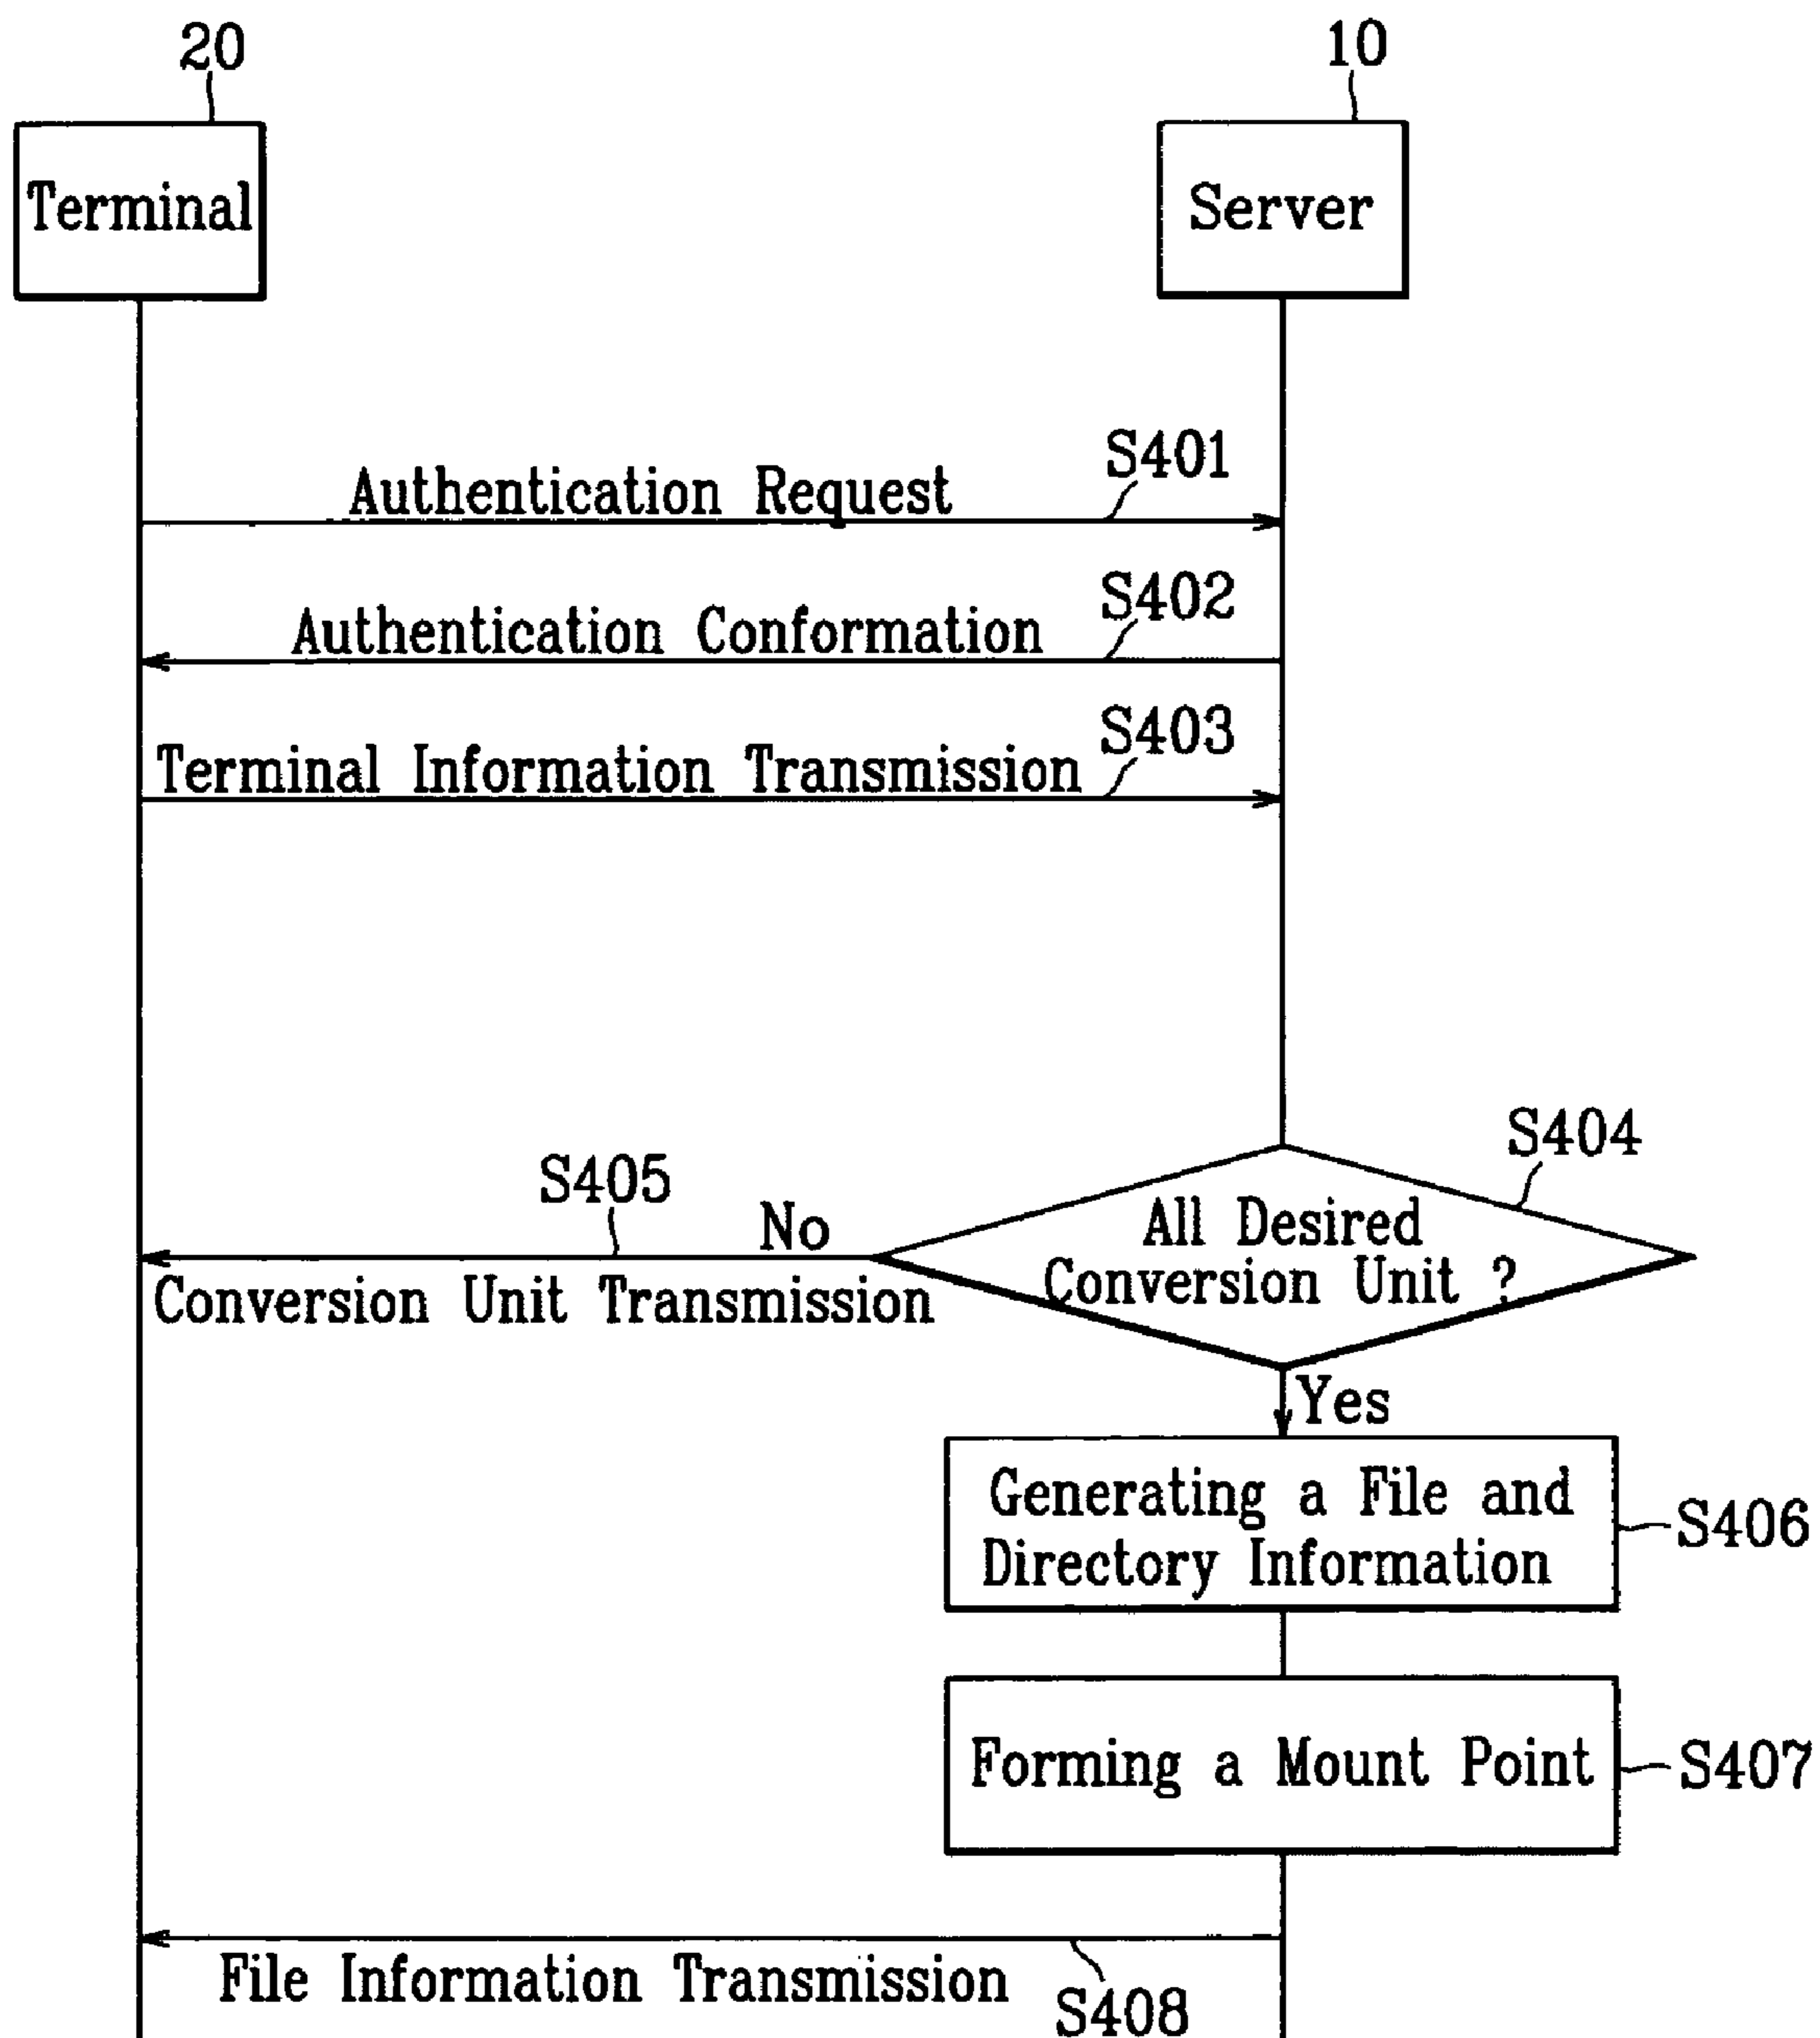 20
10
Terminal
Server
S401
Authentication Request
S402
Authentication Conformation
S403
Terminal Information Transmission
S404
S405
No
All Desired
Conversion Unit ?
Conversion Unit Transmission
Yes
Generating a File and
Directory Information
S406
Forming a Mount Point
S407
File Information Transmission
S408